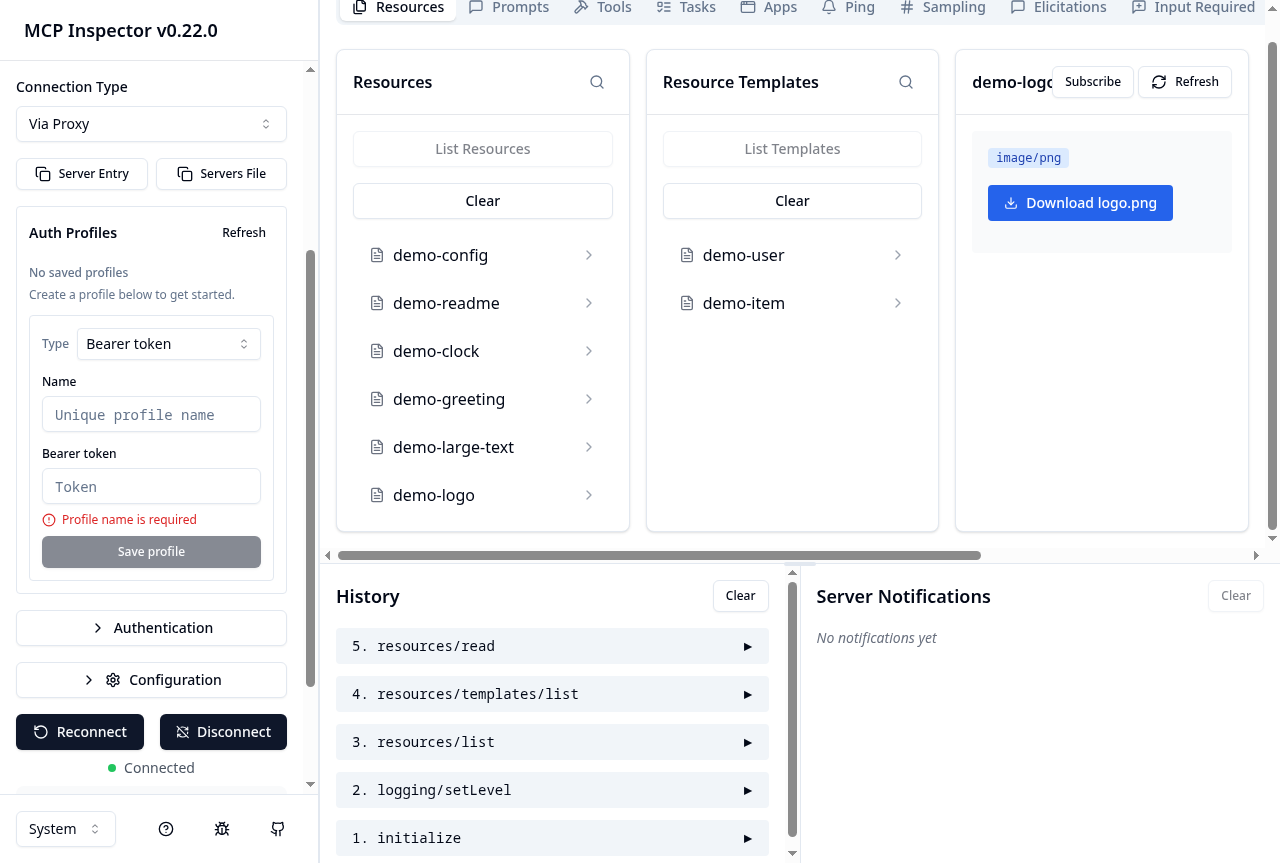 MCP Inspector v0.22.0
Connection Type
Via Proxy
Server Entry
Servers File
Auth Profiles
Refresh
No saved profiles
Create a profile below to get started.
Type
Bearer token
Name
Unique profile name
Bearer token
Token
Profile name is required
Save profile
Authentication
Configuration
Reconnect
Disconnect
Connected
System
Resources
Prompts
Tools
Tasks
Apps
Ping
Sampling
Elicitations
Input Required
Resources
List Resources
Clear
demo-config
demo-readme
demo-clock
demo-greeting
demo-large-text
demo-logo
Resource Templates
List Templates
Clear
demo-user
demo-item
demo-logo
Subscribe
Refresh
image/png
Download logo.png
History
Clear
5. resources/read
4. resources/templates/list
3. resources/list
2. logging/setLevel
1. initialize
Server Notifications
Clear
No notifications yet